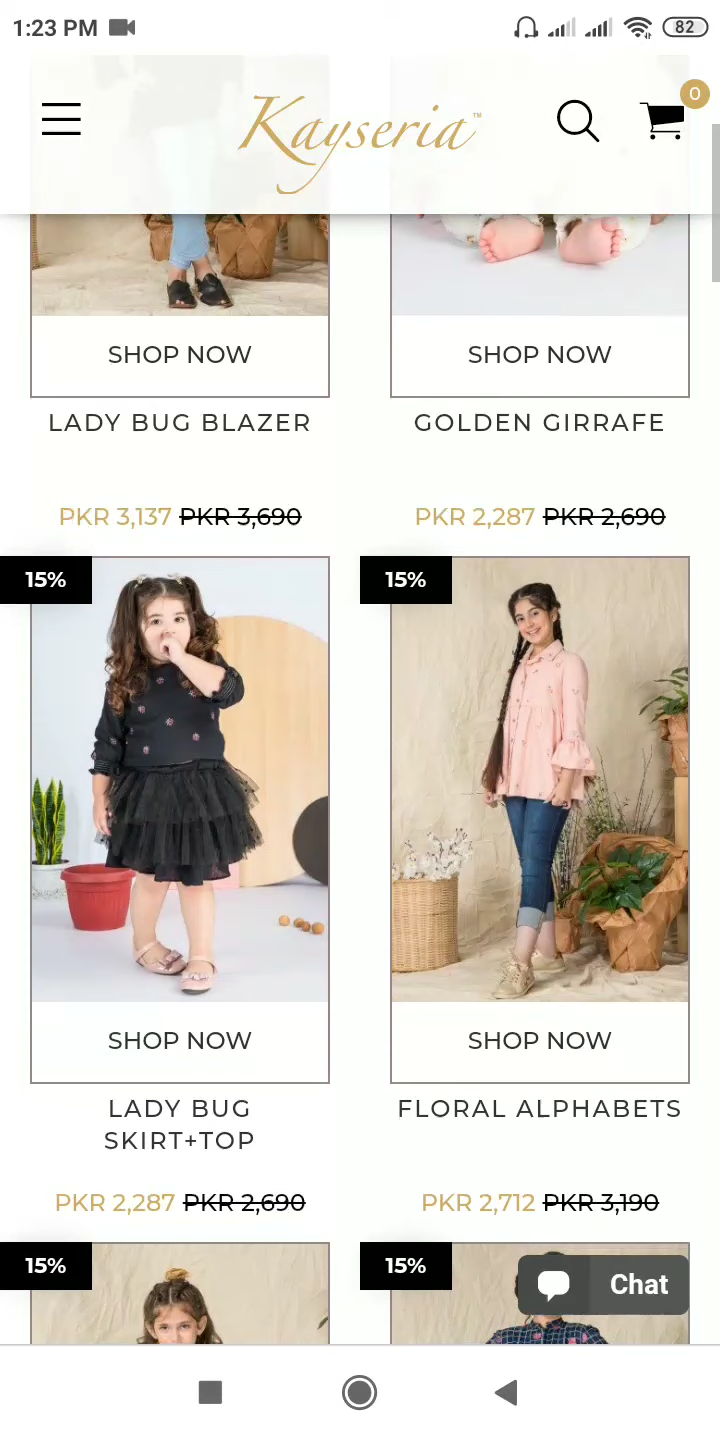 1:23 PM 82
0
Kayseria™
SHOP NOW SHOP NOW
LADY BUG BLAZER GOLDEN GIRRAFE
PKR 3,137 PKR 3,690 PKR 2,287 PKR 2,690
15% 15%
SHOP NOW SHOP NOW
LADY BUG FLORAL ALPHABETS
SKIRT+TOP
PKR 2,287 PKR 2,690 PKR 2,712 PKR 3,190
15% 15%
Chat